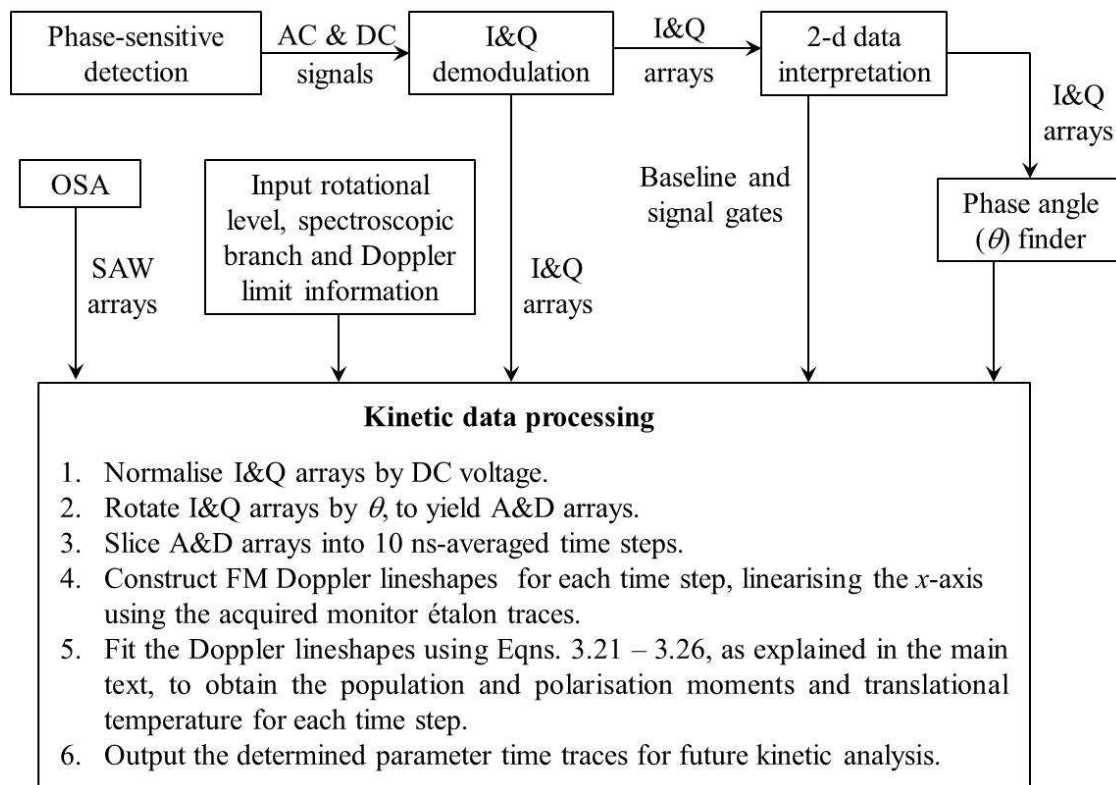 Phase-sensitive
detection
AC & DC
signals
I&Q
demodulation
I&Q
arrays
2-d data
interpretation
I&Q
arrays
OSA
SAW
arrays
Input rotational
level, spectroscopic
branch and Doppler
limit information
I&Q
arrays
Baseline and
signal gates
Phase angle
(θ) finder
Kinetic data processing
1. Normalise I&Q arrays by DC voltage.
2. Rotate I&Q arrays by θ, to yield A&D arrays.
3. Slice A&D arrays into 10 ns-averaged time steps.
4. Construct FM Doppler lineshapes for each time step, linearising the x-axis
using the acquired monitor étalon traces.
5. Fit the Doppler lineshapes using Eqns. 3.21 – 3.26, as explained in the main
text, to obtain the population and polarisation moments and translational
temperature for each time step.
6. Output the determined parameter time traces for future kinetic analysis.